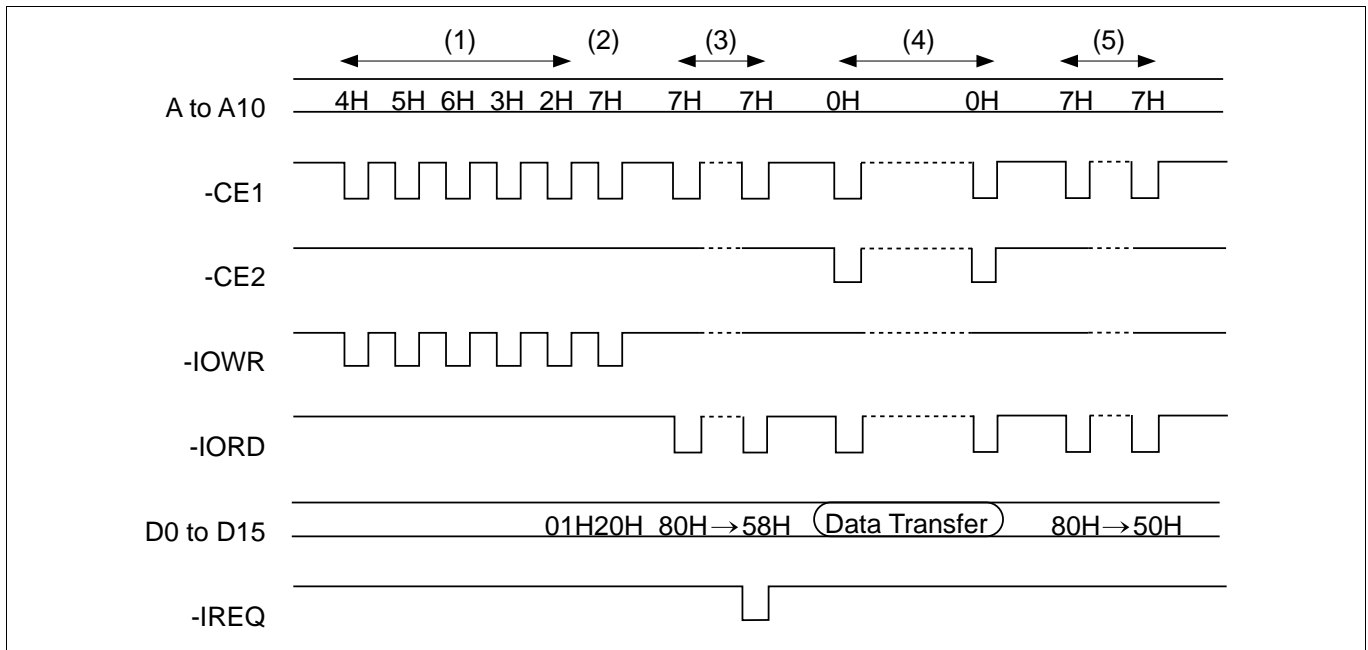 (1) (2) (3) (4) (5)
A to A10 4H 5H 6H 3H 2H 7H 7H 7H 0H 0H 7H 7H
-CE1
-CE2
-IOWR
-IORD
D0 to D15 01H20H 80H→58H Data Transfer 80H→50H
-IREQ